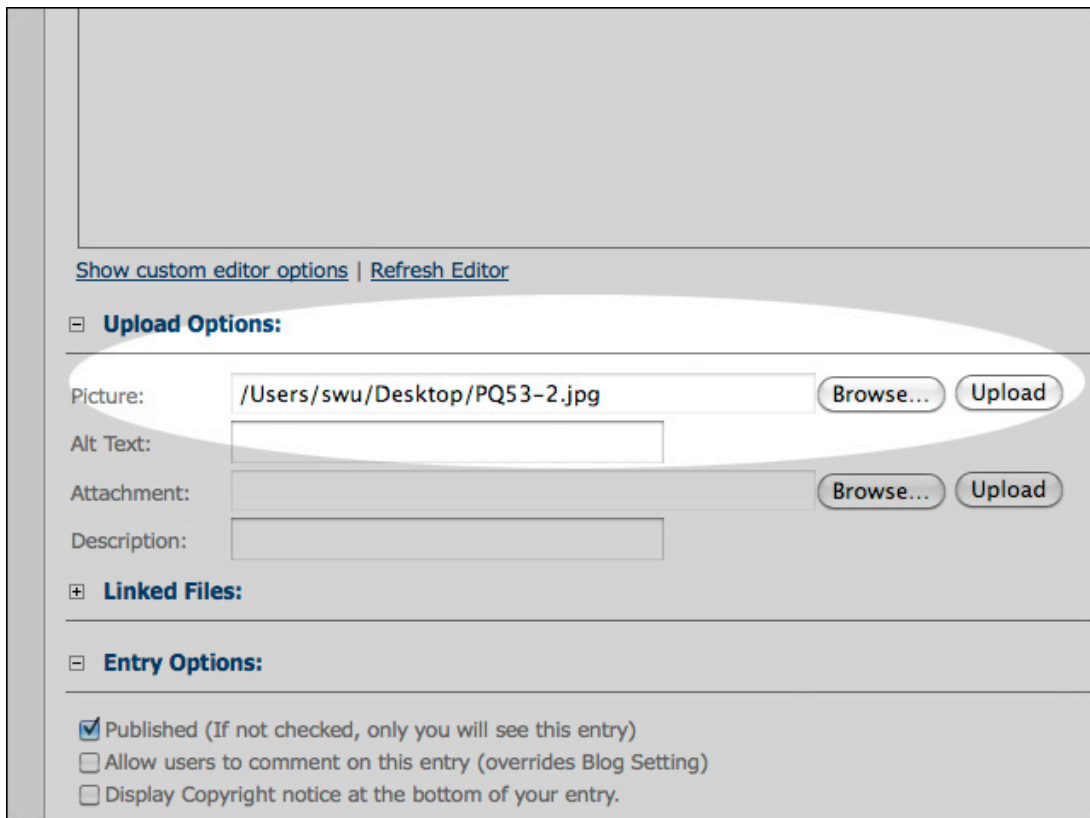 Show custom editor options | Refresh Editor
Upload Options:
Picture: /Users/swu/Desktop/PQ53-2.jpg Browse... Upload
Alt Text:
Attachment: Browse... Upload
Description:
Linked Files:
Entry Options:
Published (If not checked, only you will see this entry)
Allow users to comment on this entry (overrides Blog Setting)
Display Copyright notice at the bottom of your entry.